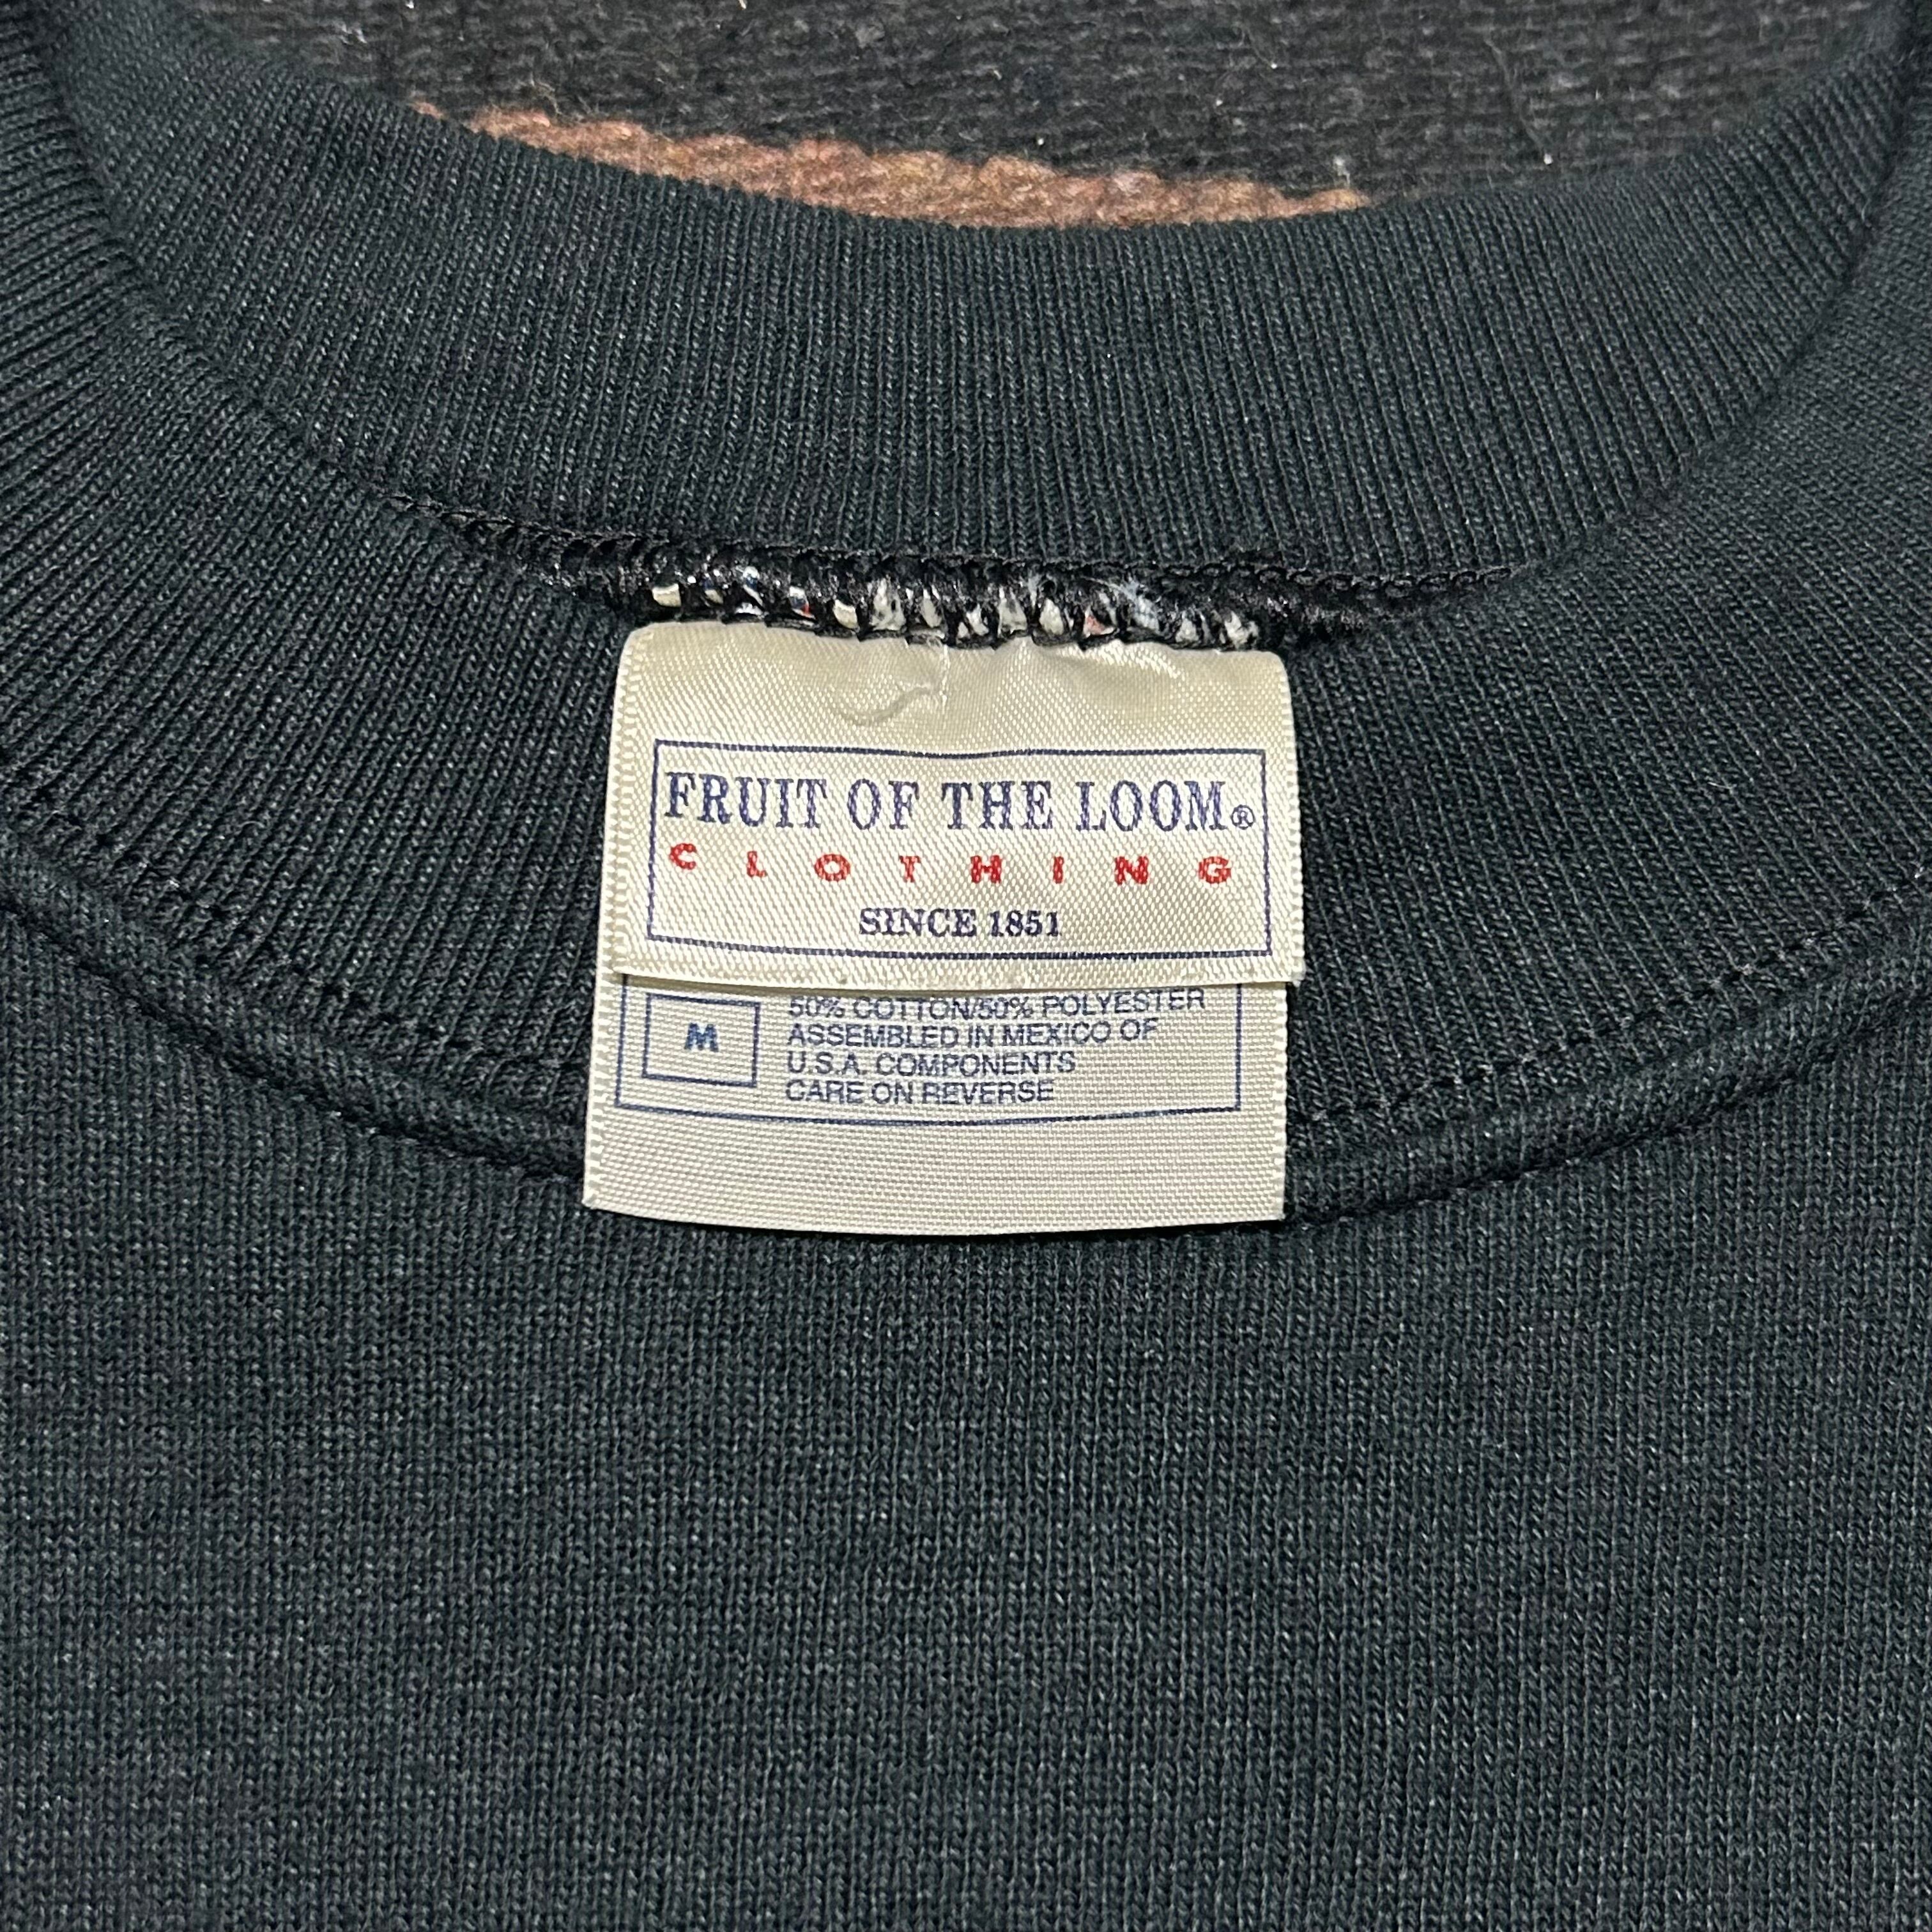 FRUIT OF THE LOOM®
CLOTHING
SINCE 1851
M
50% COTTON/50% POLYESTER
ASSEMBLED IN MEXICO OF
U.S.A. COMPONENTS
CARE ON REVERSE